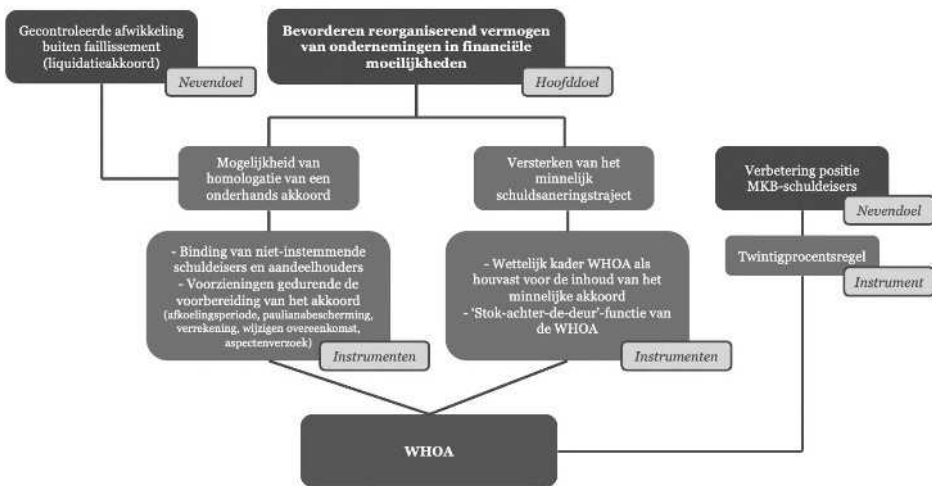 Gecontroleerde afwikkeling
buiten faillissement
(liquidatieakkoord)
Nevendoel
Bevorderen reorganiserend vermogen
van ondernemingen in financiële
moeilijkheden
Hoofddoel
Mogelijkheid van
homologatie van een
onderhands akkoord
Versterken van het
minnelijk
schuldsaneringstraject
Verbetering positie
MKB-schuldeisers
Nevendoel
- Binding van niet-instemmende
schuldeisers en aandeelhouders
- Voorzieningen gedurende de
voorbereiding van het akkoord
(afkoelingsperiode, paulianabescherming,
verrekening, wijzigen overeenkomst,
aspectenverzoek)
Instrumenten
- Wettelijk kader WHOA als
houvast voor de inhoud van het
minnelijke akkoord
- ‘Stok-achter-de-deur’-functie van
de WHOA
Instrumenten
Twintigprocentsregel
Instrument
WHOA